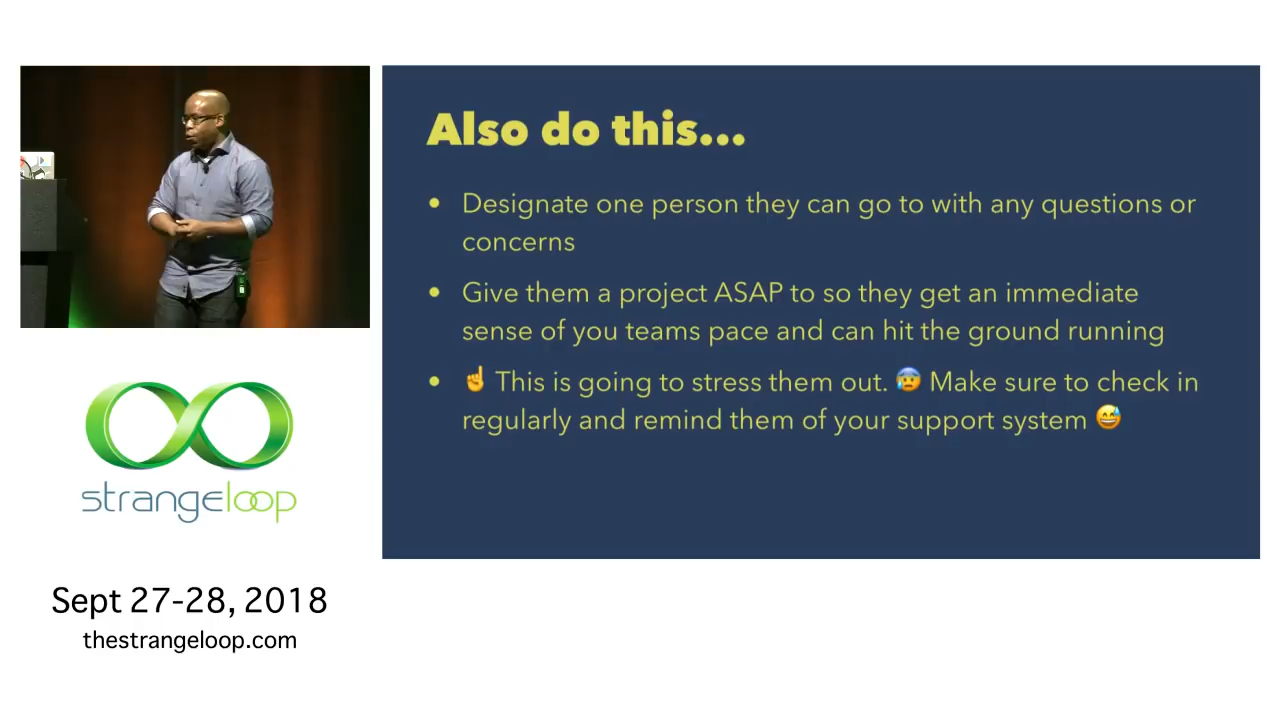 Also do this...
• Designate one person they can go to with any questions or
concerns
• Give them a project ASAP to so they get an immediate
sense of you teams pace and can hit the ground running
• ☝️ This is going to stress them out. 😰 Make sure to check in
regularly and remind them of your support system 😅
strangeloop
Sept 27-28, 2018
thestrangeloop.com